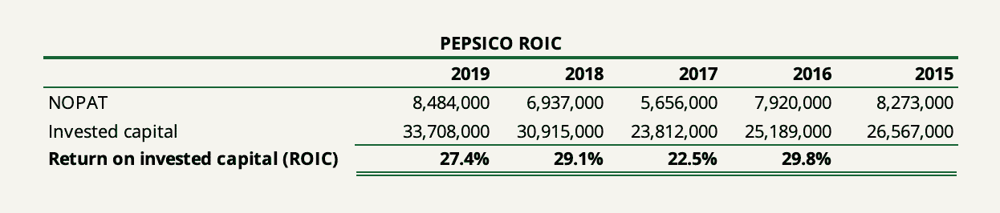 PEPSICO ROIC
2019 2018 2017 2016 2015
NOPAT 8,484,000 6,937,000 5,656,000 7,920,000 8,273,000
Invested capital 33,708,000 30,915,000 23,812,000 25,189,000 26,567,000
Return on invested capital (ROIC) 27.4% 29.1% 22.5% 29.8%